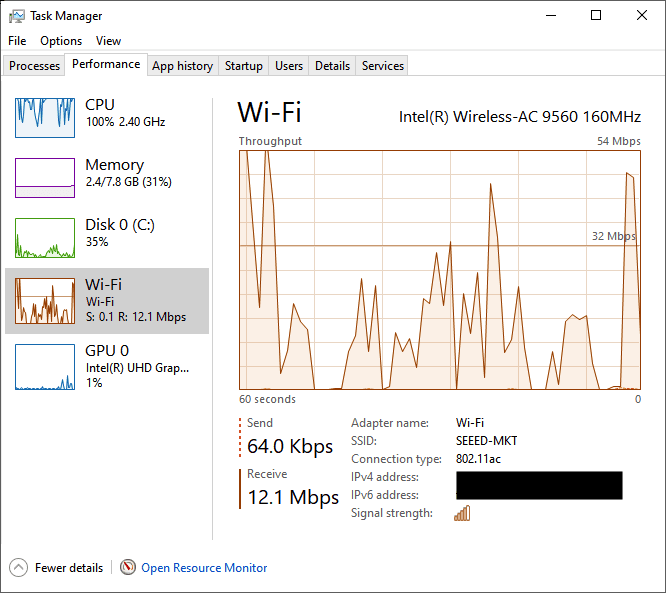 Task Manager
File Options View
Processes Performance App history Startup Users Details Services
CPU
100% 2.40 GHz
Memory
2.4/7.8 GB (31%)
Disk 0 (C:)
35%
Wi-Fi
Wi-Fi
S: 0.1 R: 12.1 Mbps
GPU 0
Intel(R) UHD Grap...
1%
Wi-Fi Intel(R) Wireless-AC 9560 160MHz
Throughput 54 Mbps
32 Mbps
60 seconds 0
Send
64.0 Kbps
Receive
12.1 Mbps
Adapter name: Wi-Fi
SSID: SEEED-MKT
Connection type: 802.11ac
IPv4 address:
IPv6 address:
Signal strength:
Fewer details Open Resource Monitor